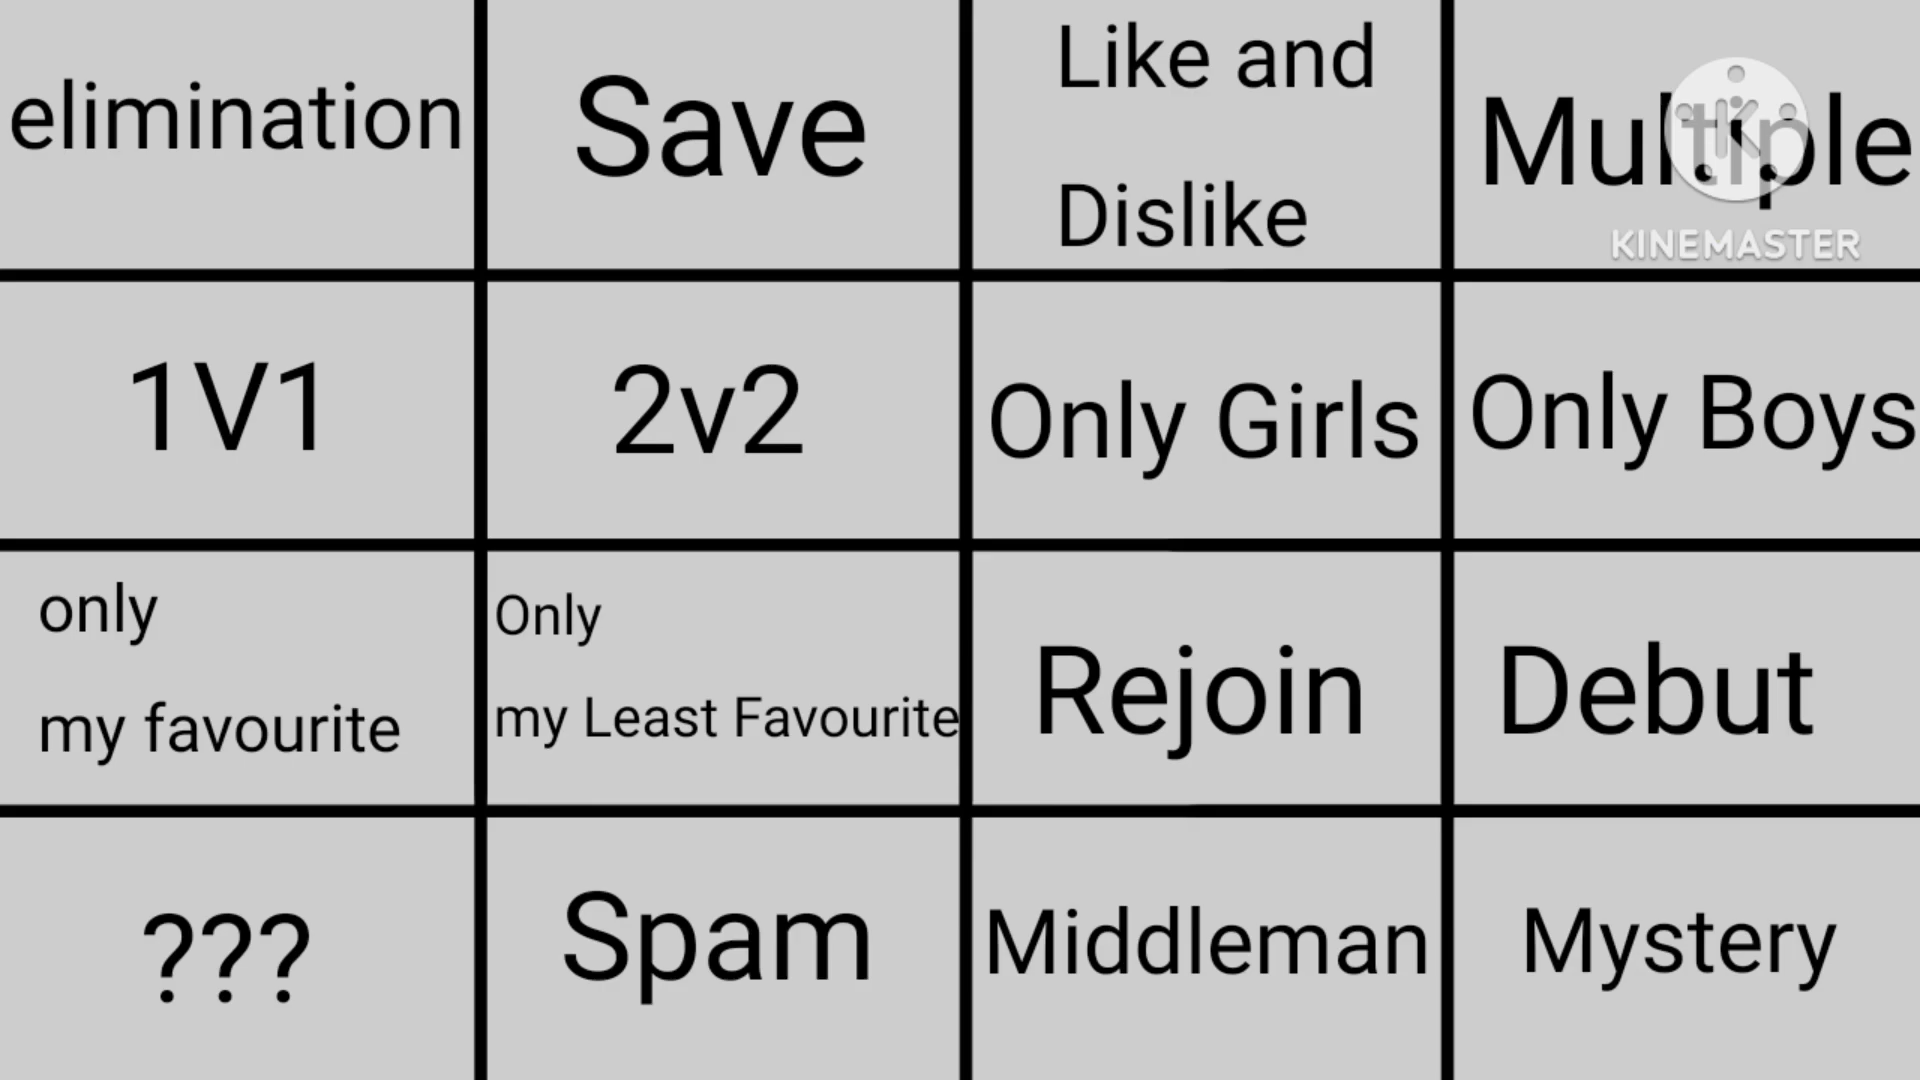 elimination
Save
Like and
Dislike
Multiple
KINEMASTER
1V1
2v2
Only Girls
Only Boys
only
my favourite
Only
my Least Favourite
Rejoin
Debut
???
Spam
Middleman
Mystery